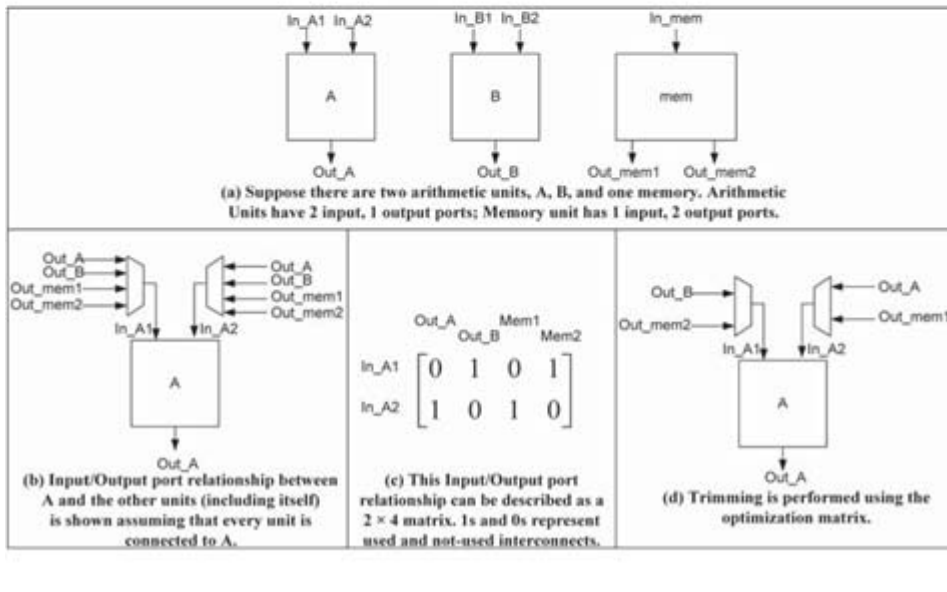 In_A1 In_A2 In_B1 In_B2 In_mem
A B mem
Out_A Out_B Out_mem1 Out_mem2
(a) Suppose there are two arithmetic units, A, B, and one memory. Arithmetic
Units have 2 input, 1 output ports; Memory unit has 1 input, 2 output ports.
Out_A
Out_B
Out_mem1
Out_mem2
Out_A
Out_B
Out_mem1
Out_mem2
In_A1 In_A2
A
Out_A
(b) Input/Output port relationship between
A and the other units (including itself)
is shown assuming that every unit is
connected to A.
Out_A Mem1
Out_B Mem2
In_A1 0 1 0 1
In_A2 1 0 1 0
(c) This Input/Output port
relationship can be described as a
2 × 4 matrix. 1s and 0s represent
used and not-used interconnects.
Out_B
Out_mem2
Out_A
Out_mem1
In_A1 In_A2
A
Out_A
(d) Trimming is performed using the
optimization matrix.